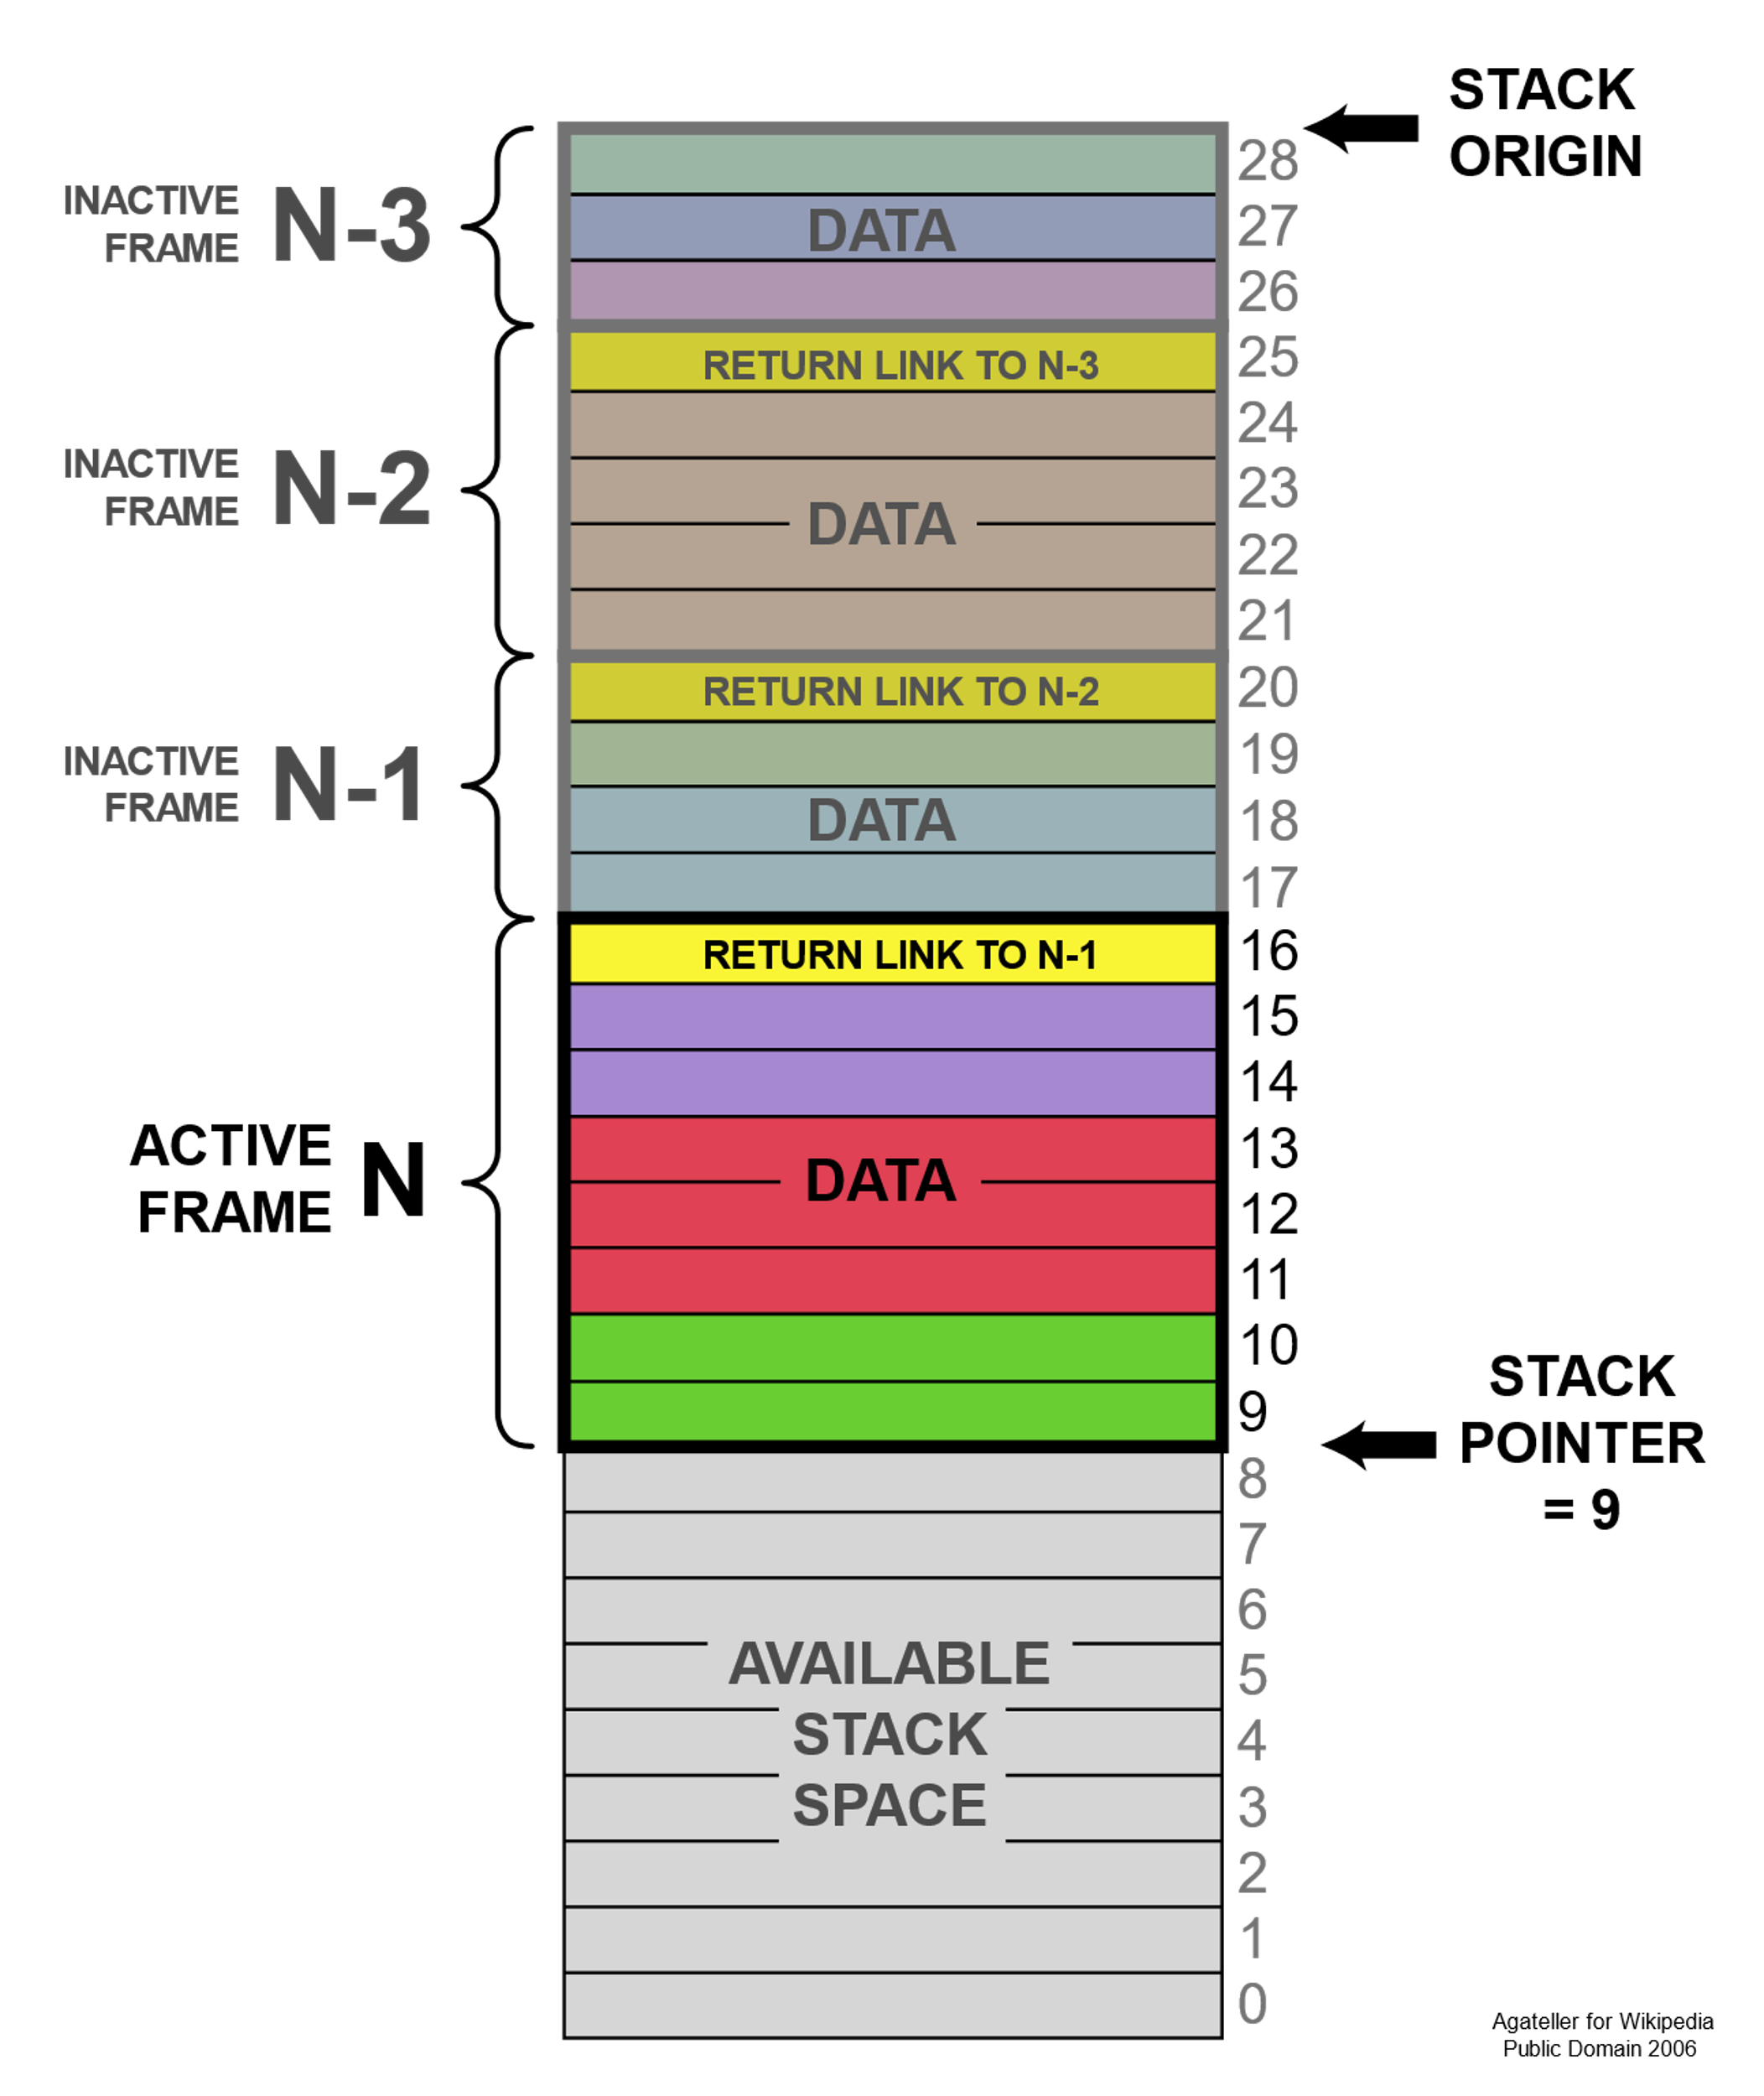 STACK
ORIGIN
28
INACTIVE
FRAME
N-3
DATA
27
26
RETURN LINK TO N-3
25
24
INACTIVE
FRAME
N-2
23
DATA
22
21
RETURN LINK TO N-2
20
19
INACTIVE
FRAME
N-1
DATA
18
17
RETURN LINK TO N-1
16
15
14
13
ACTIVE
FRAME
N
DATA
12
11
10
9
STACK
POINTER
= 9
8
7
6
AVAILABLE
STACK
SPACE
5
4
3
2
1
0
Agateller for Wikipedia
Public Domain 2006